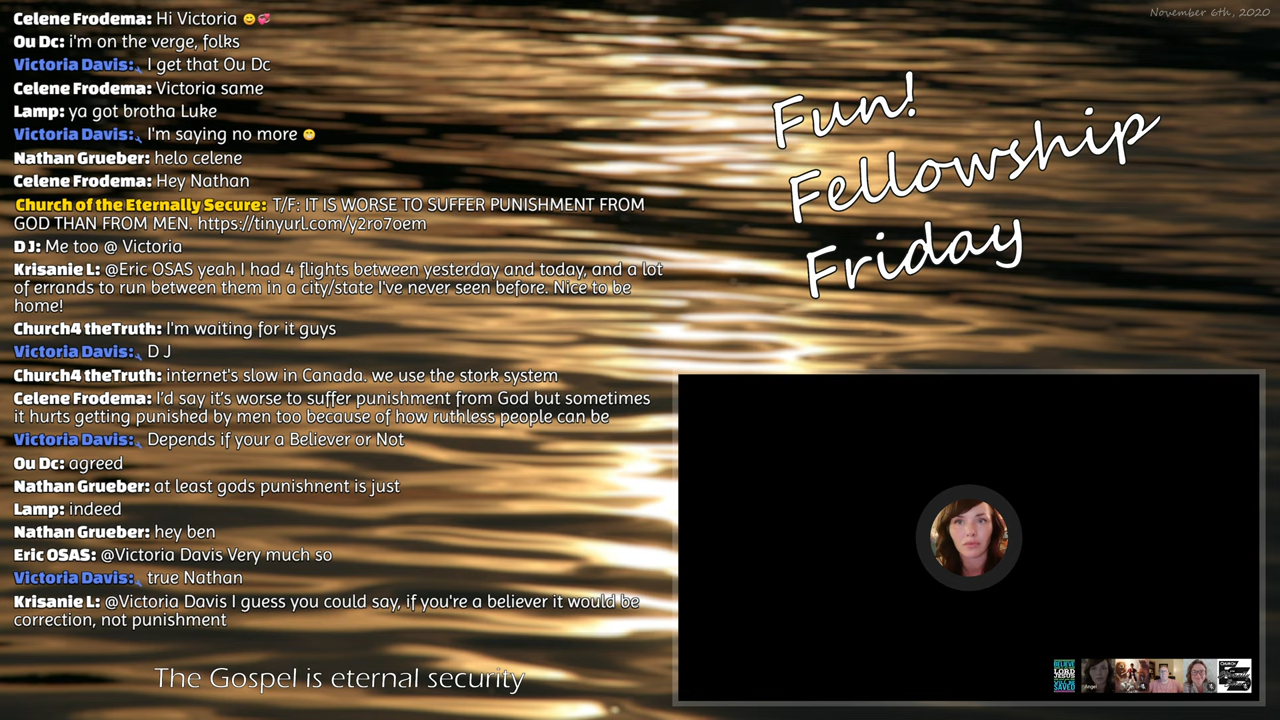 Celene Frodema: Hi Victoria 😊💞
Ou Dc: i'm on the verge, folks
Victoria Davis: I get that Ou Dc
Celene Frodema: Victoria same
Lamp: ya got brotha Luke
Victoria Davis: I'm saying no more 😬
Nathan Grueber: helo celene
Celene Frodema: Hey Nathan
Church of the Eternally Secure: T/F: IT IS WORSE TO SUFFER PUNISHMENT FROM
GOD THAN FROM MEN. https://tinyurl.com/y2ro7oem
D J: Me too @ Victoria
Krisanie L: @Eric OSAS yeah I had 4 flights between yesterday and today, and a lot
of errands to run between them in a city/state I've never seen before. Nice to be
home!
Church4 theTruth: I'm waiting for it guys
Victoria Davis: D J
Church4 theTruth: internet's slow in Canada. we use the stork system
Celene Frodema: I'd say it's worse to suffer punishment from God but sometimes
it hurts getting punished by men too because of how ruthless people can be
Victoria Davis: Depends if your a Believer or Not
Ou Dc: agreed
Nathan Grueber: at least gods punishnent is just
Lamp: indeed
Nathan Grueber: hey ben
Eric OSAS: @Victoria Davis Very much so
Victoria Davis: true Nathan
Krisanie L: @Victoria Davis I guess you could say, if you're a believer it would be
correction, not punishment
The Gospel is eternal security
November 6th, 2020
Fun!
Fellowship
Friday
BELIEVE
LORD
JESUS
WILL BE
SAVED
Angel
CHURCH